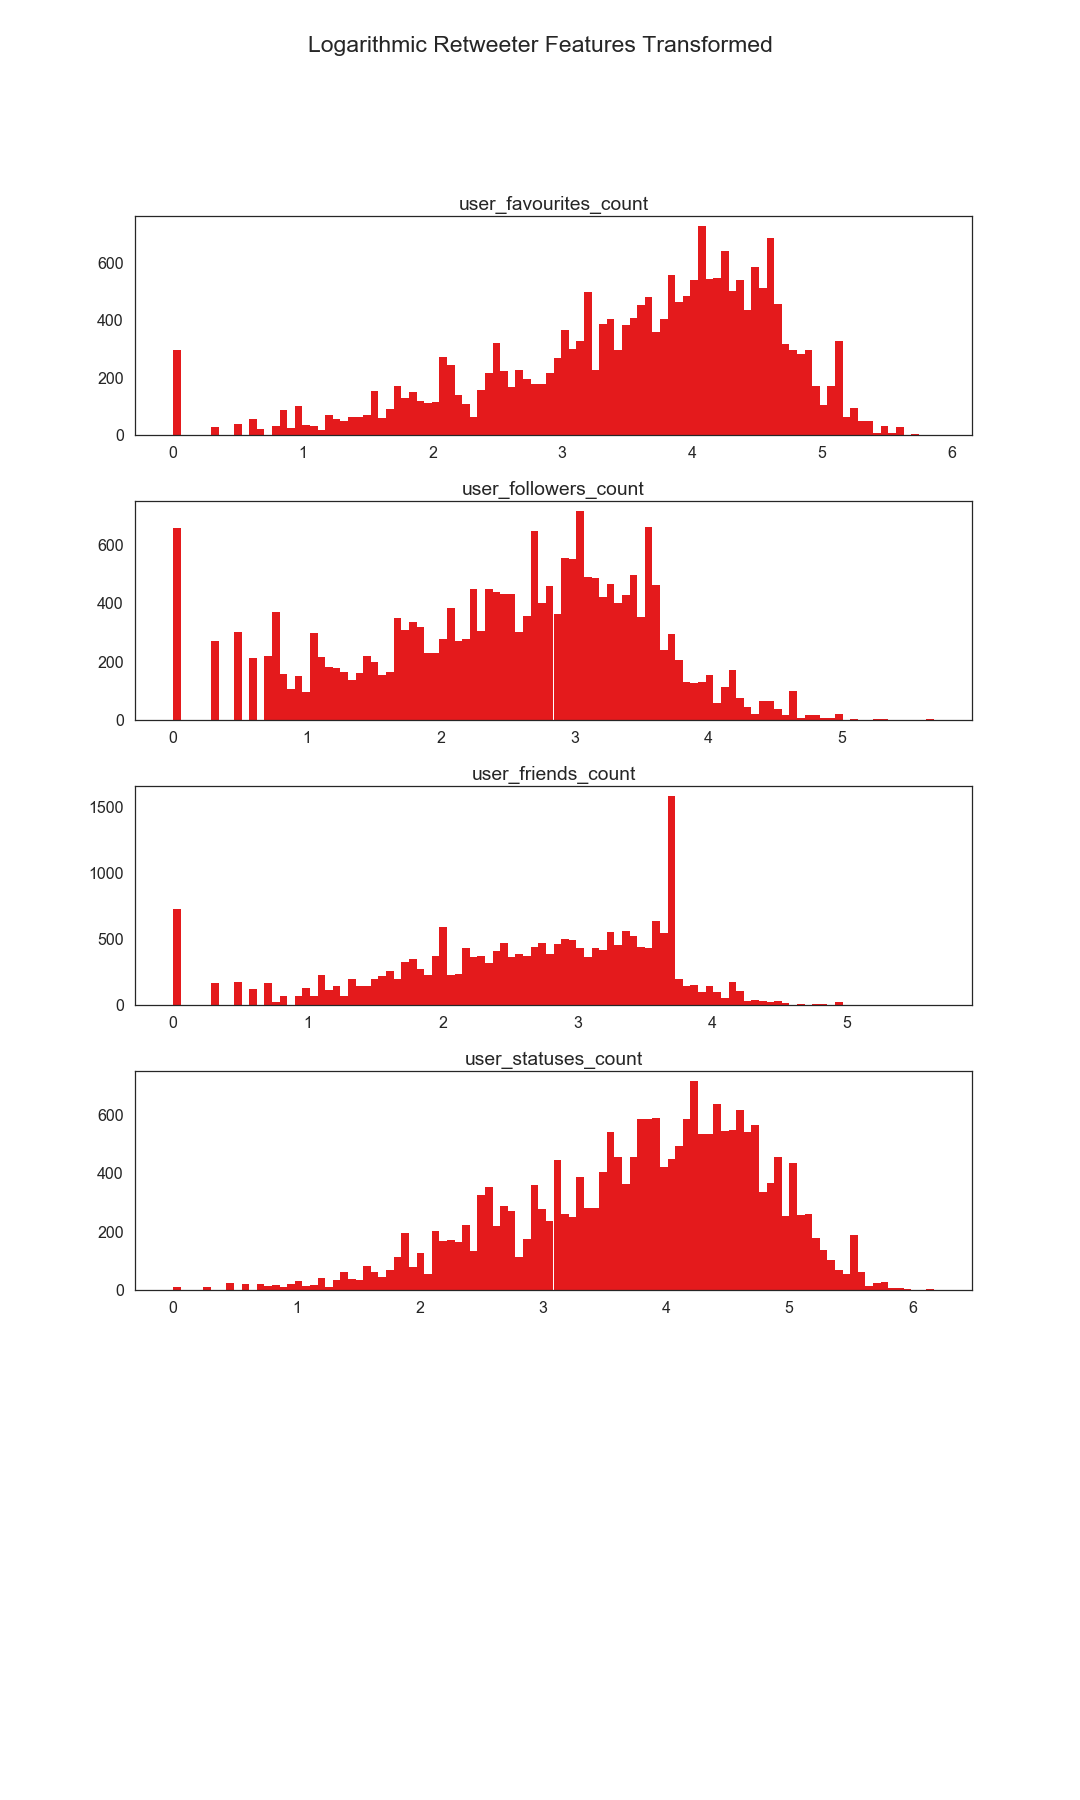 Logarithmic Retweeter Features Transformed
user_favourites_count
600
400
200
0
0 1 2 3 4 5 6
user_followers_count
600
400
200
0
0 1 2 3 4 5
user_friends_count
1500
1000
500
0
0 1 2 3 4 5
user_statuses_count
600
400
200
0
0 1 2 3 4 5 6